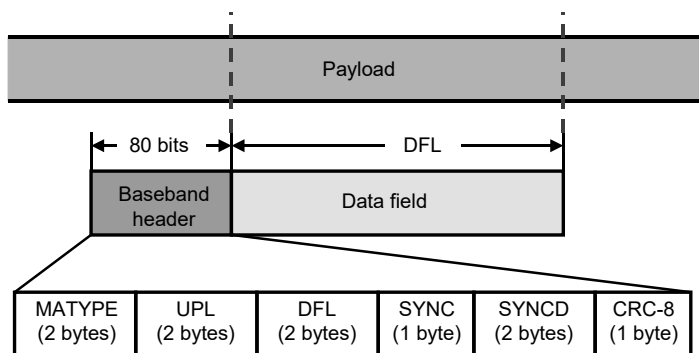 Payload
80 bits
DFL
Baseband
header
Data field
MATYPE
(2 bytes)
UPL
(2 bytes)
DFL
(2 bytes)
SYNC
(1 byte)
SYNCD
(2 bytes)
CRC-8
(1 byte)